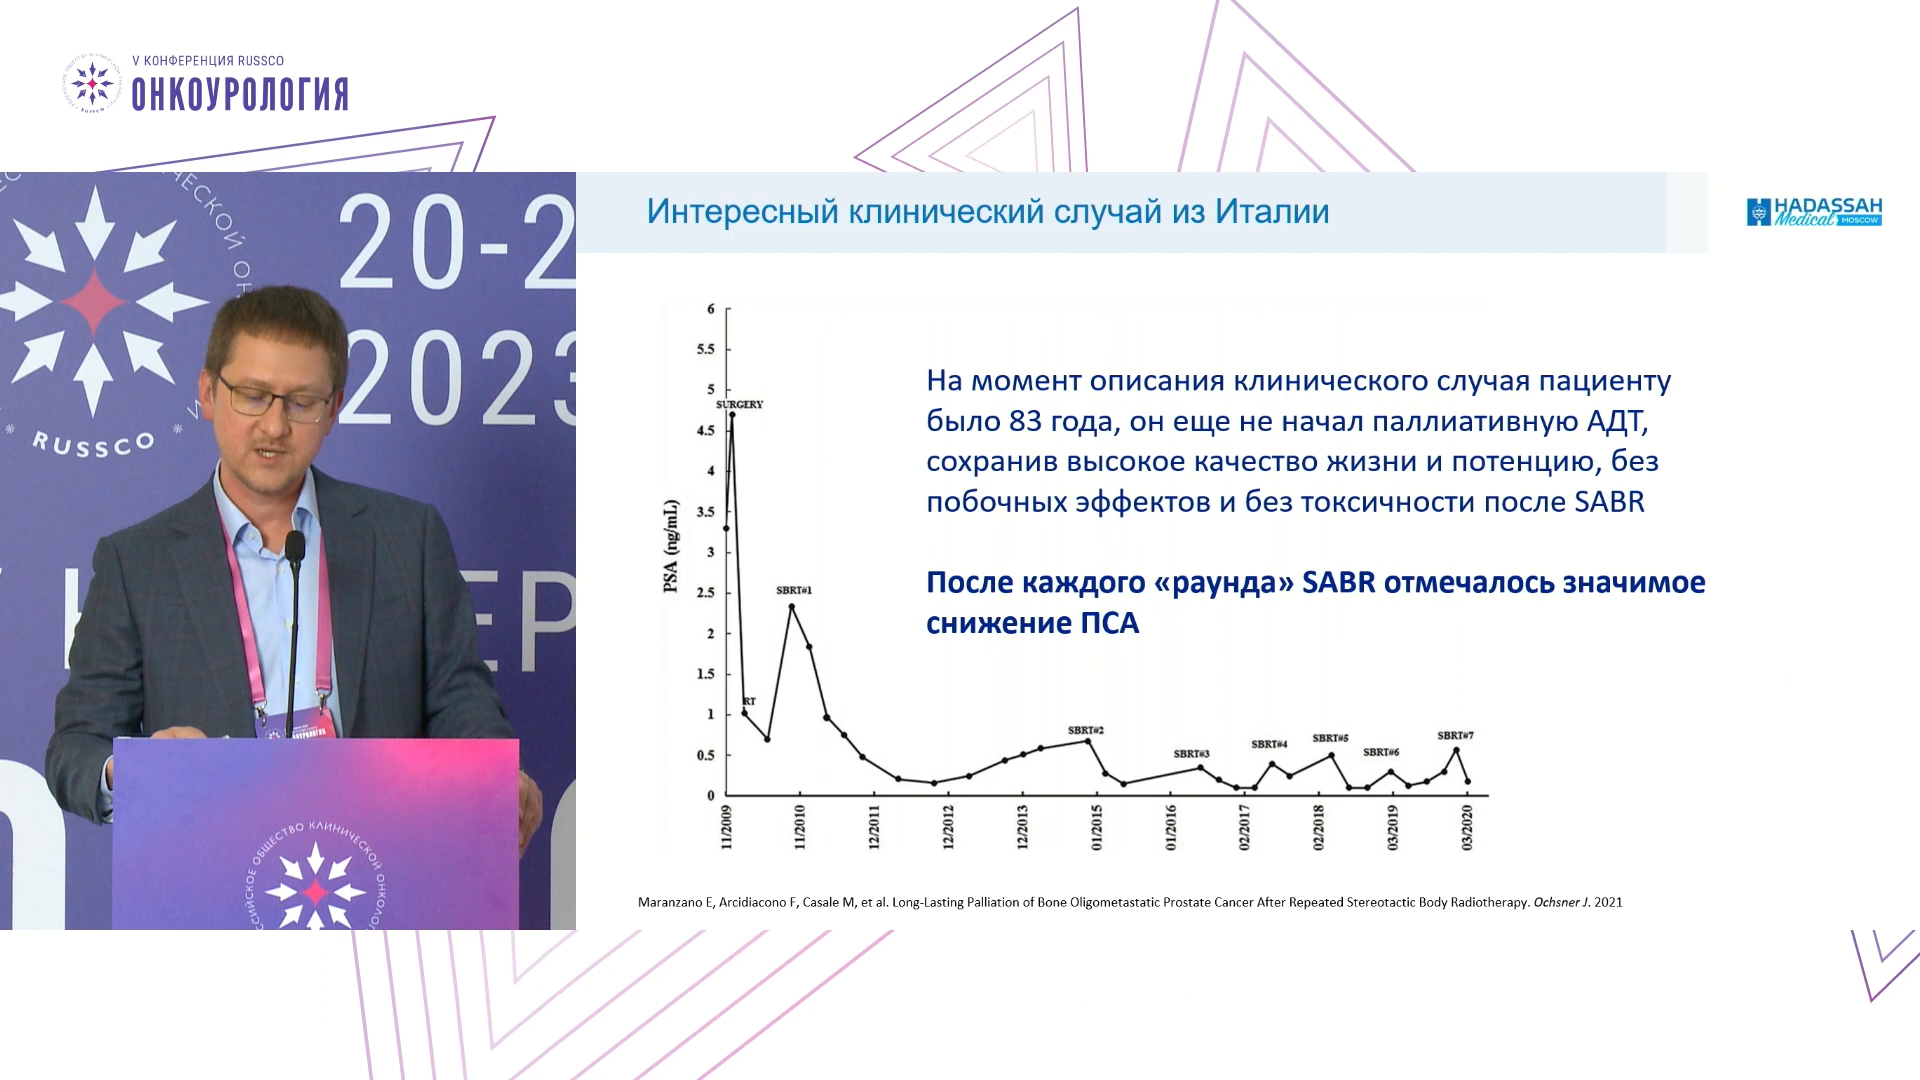 V КОНФЕРЕНЦИЯ RUSSCO
ОНКОУРОЛОГИЯ
20-2
2023
RUSSCO
Интересный клинический случай из Италии
HADASSAH
Medical MOSCOW
PSA (ng/mL)
6
5.5
5
4.5
4
3.5
3
2.5
2
1.5
1
0.5
0
SURGERY
RT
SBRT#1
SBRT#2
SBRT#3
SBRT#4
SBRT#5
SBRT#6
SBRT#7
11/2009
11/2010
12/2011
12/2012
12/2013
01/2015
01/2016
02/2017
02/2018
03/2019
03/2020
На момент описания клинического случая пациенту
было 83 года, он еще не начал паллиативную АДТ,
сохранив высокое качество жизни и потенцию, без
побочных эффектов и без токсичности после SABR
После каждого «раунда» SABR отмечалось значимое
снижение ПСА
Maranzano E, Arcidiacono F, Casale M, et al. Long-Lasting Palliation of Bone Oligometastatic Prostate Cancer After Repeated Stereotactic Body Radiotherapy. Ochsner J. 2021